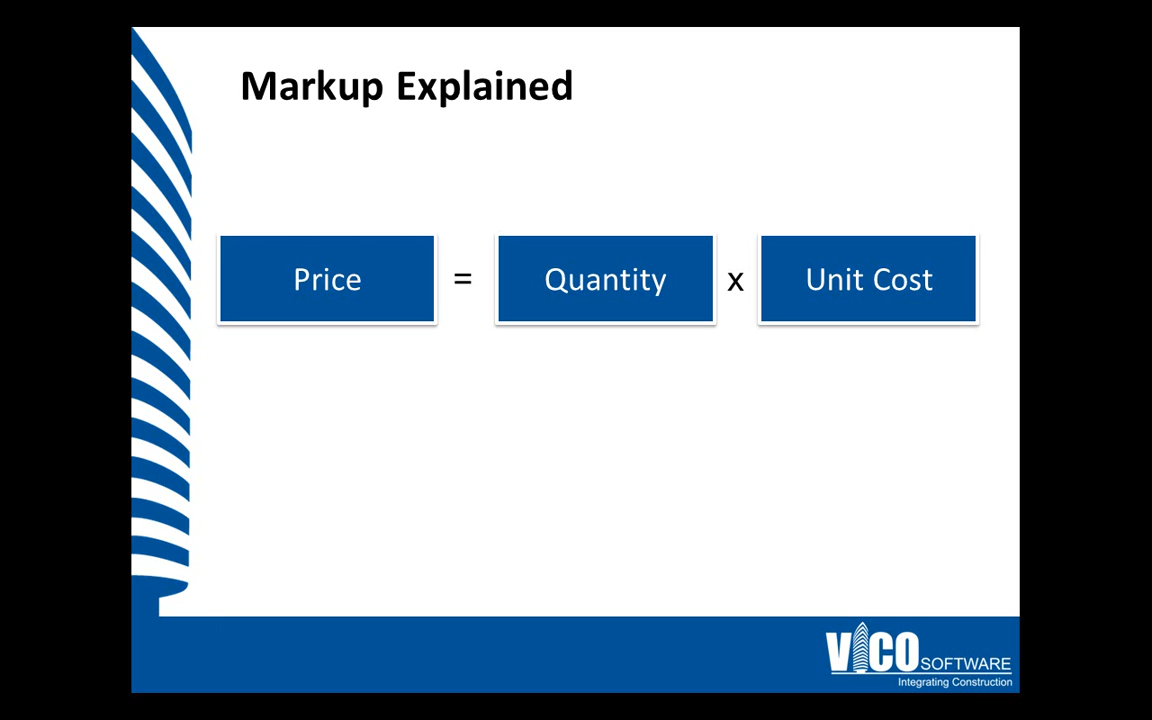 Markup Explained
Price = Quantity x Unit Cost
VICO SOFTWARE
Integrating Construction